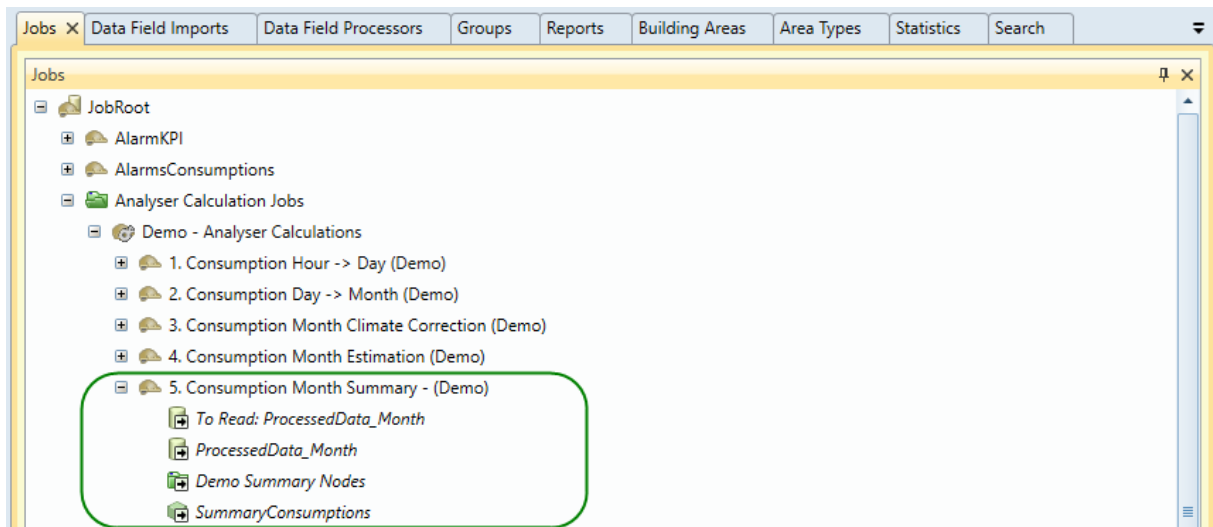 Jobs Data Field Imports Data Field Processors Groups Reports Building Areas Area Types Statistics Search
Jobs
JobRoot
AlarmKPI
AlarmsConsumptions
Analyser Calculation Jobs
Demo - Analyser Calculations
1. Consumption Hour -> Day (Demo)
2. Consumption Day -> Month (Demo)
3. Consumption Month Climate Correction (Demo)
4. Consumption Month Estimation (Demo)
5. Consumption Month Summary - (Demo)
To Read: ProcessedData_Month
ProcessedData_Month
Demo Summary Nodes
SummaryConsumptions